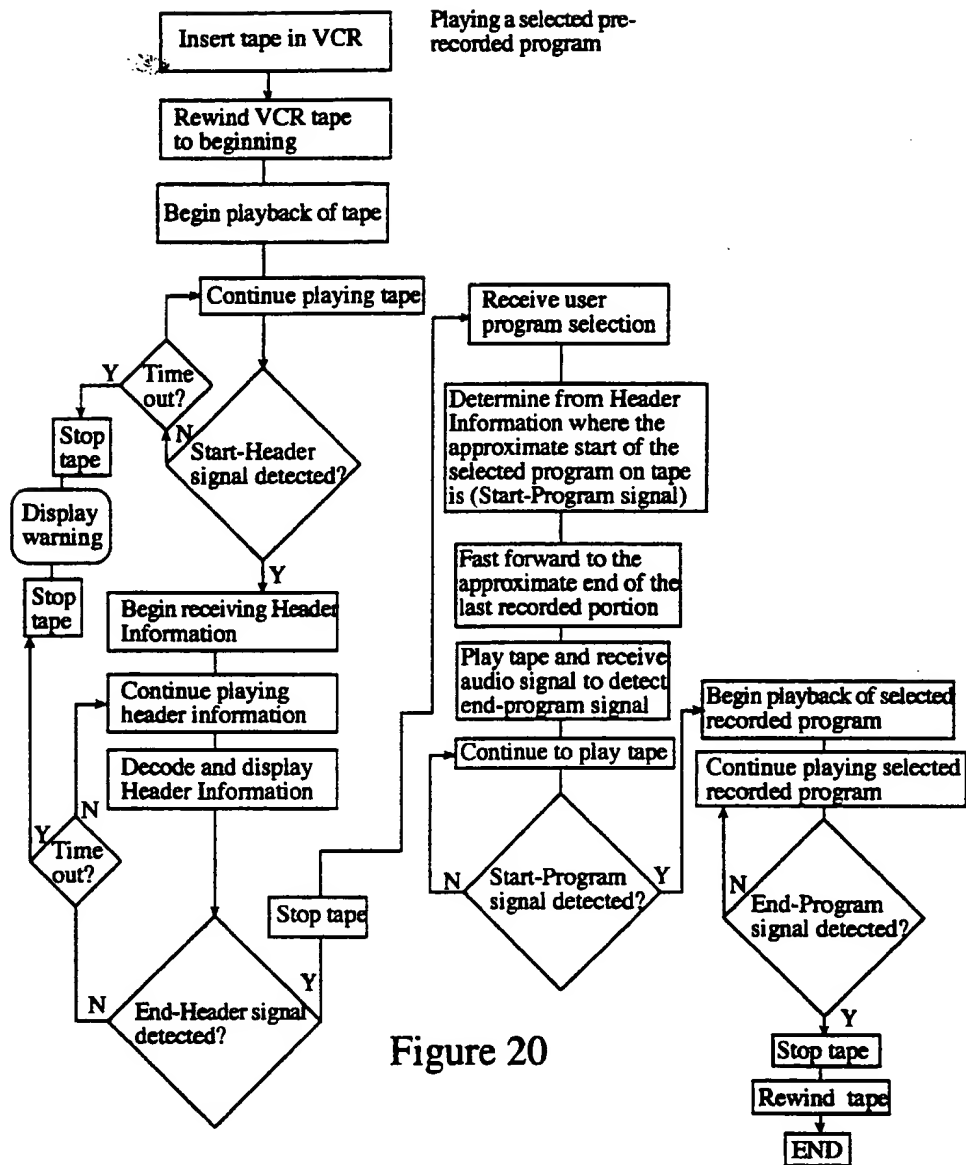 Playing a selected pre-
recorded program
Insert tape in VCR
Rewind VCR tape
to beginning
Begin playback of tape
Continue playing tape
Y
Time
out?
N
Stop
tape
Start-Header
signal detected?
Display
warning
Stop
tape
Y
Begin receiving Header
Information
Continue playing
header information
Decode and display
Header Information
N
Y
Time
out?
N
End-Header signal
detected?
Y
Stop tape
Receive user
program selection
Determine from Header
Information where the
approximate start of the
selected program on tape
is (Start-Program signal)
Fast forward to the
approximate end of the
last recorded portion
Play tape and receive
audio signal to detect
end-program signal
Continue to play tape
N
Start-Program
signal detected?
Y
Begin playback of selected
recorded program
Continue playing selected
recorded program
N
End-Program
signal detected?
Y
Stop tape
Rewind tape
END
Figure 20